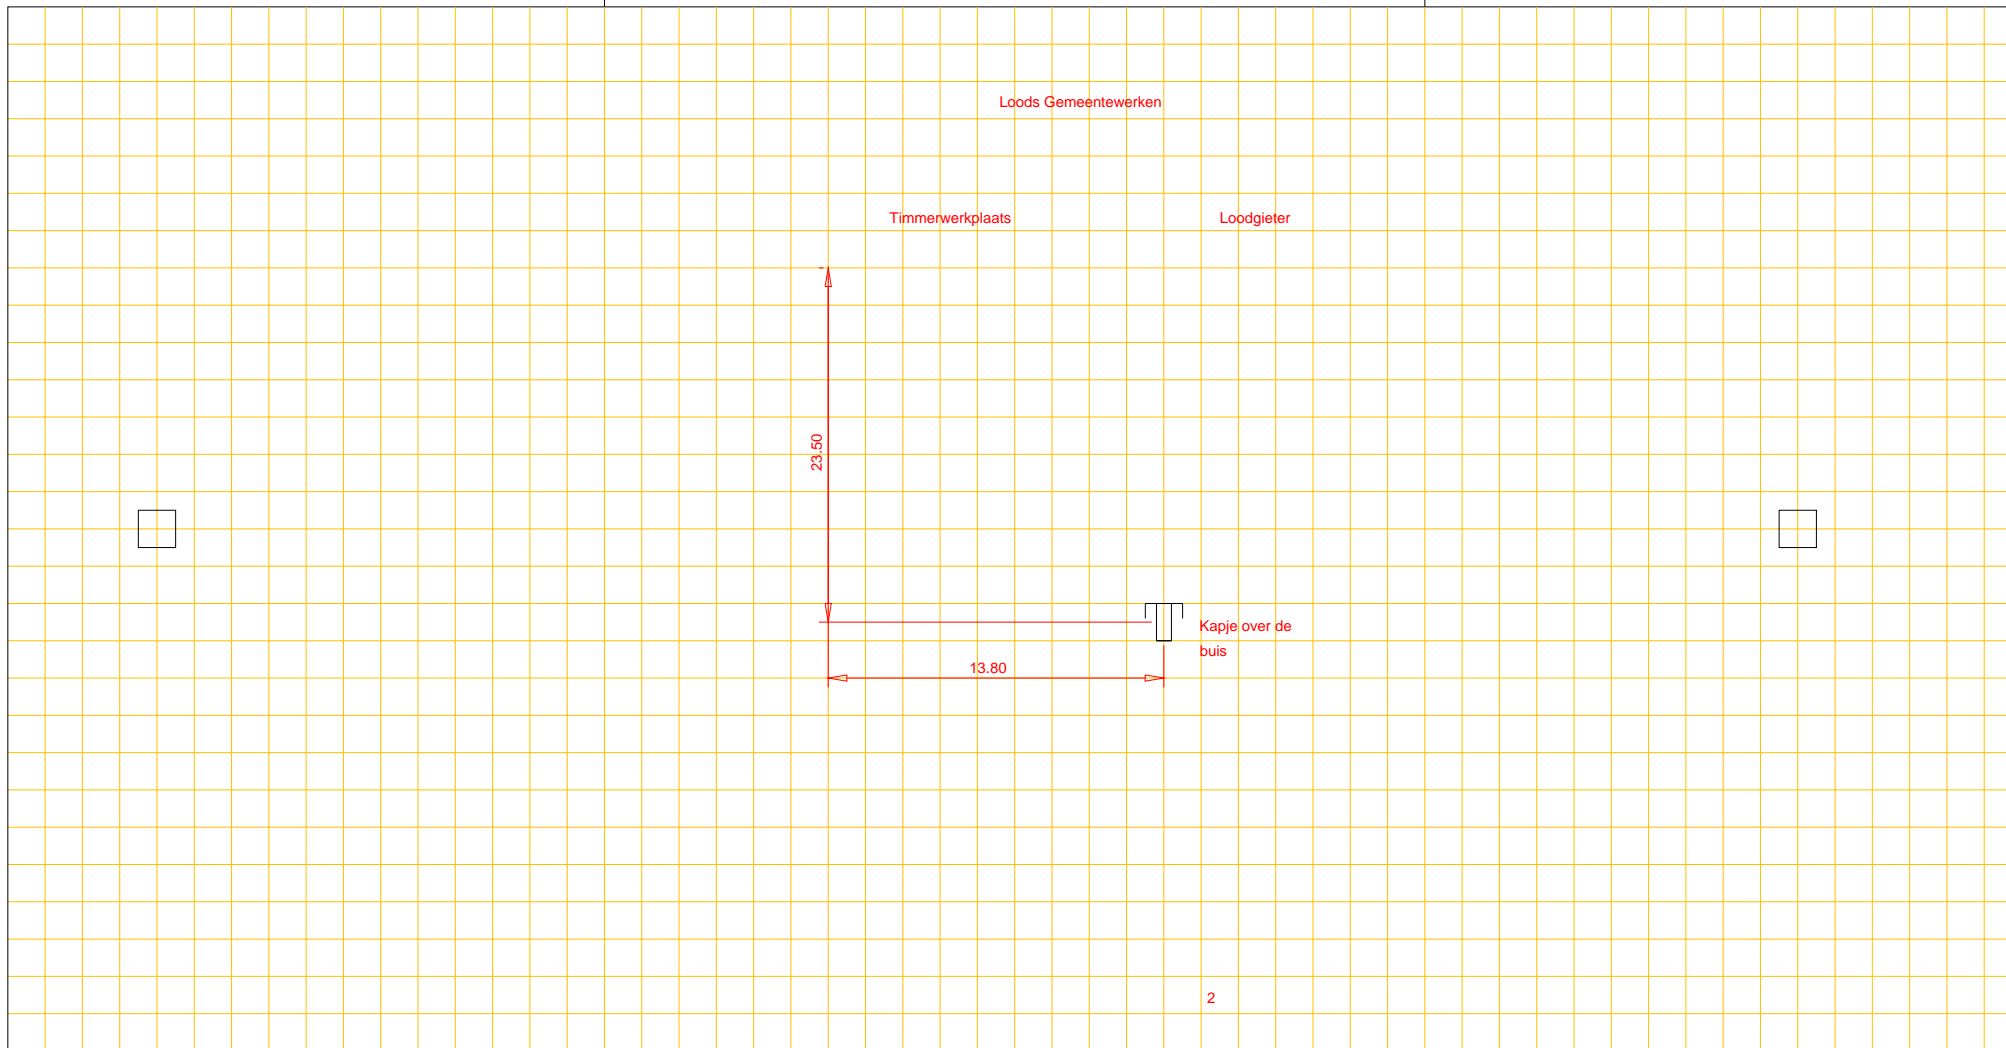 Loods Gemeentewerken
Timmerwerkplaats
Loodgieter
23.50
Kapje over de
buis
13.80
2